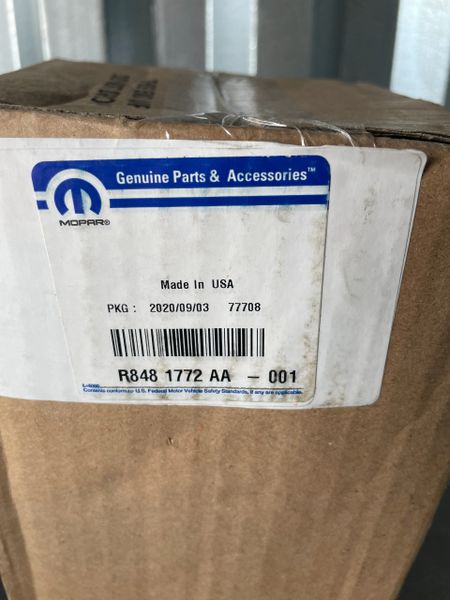 Genuine Parts & Accessories™
MOPAR®
Made In USA
PKG : 2020/09/03 77708
R848 1772 AA - 001
Contents conform to U.S. Federal Motor Vehicle Safety Standards, if any are applicable.